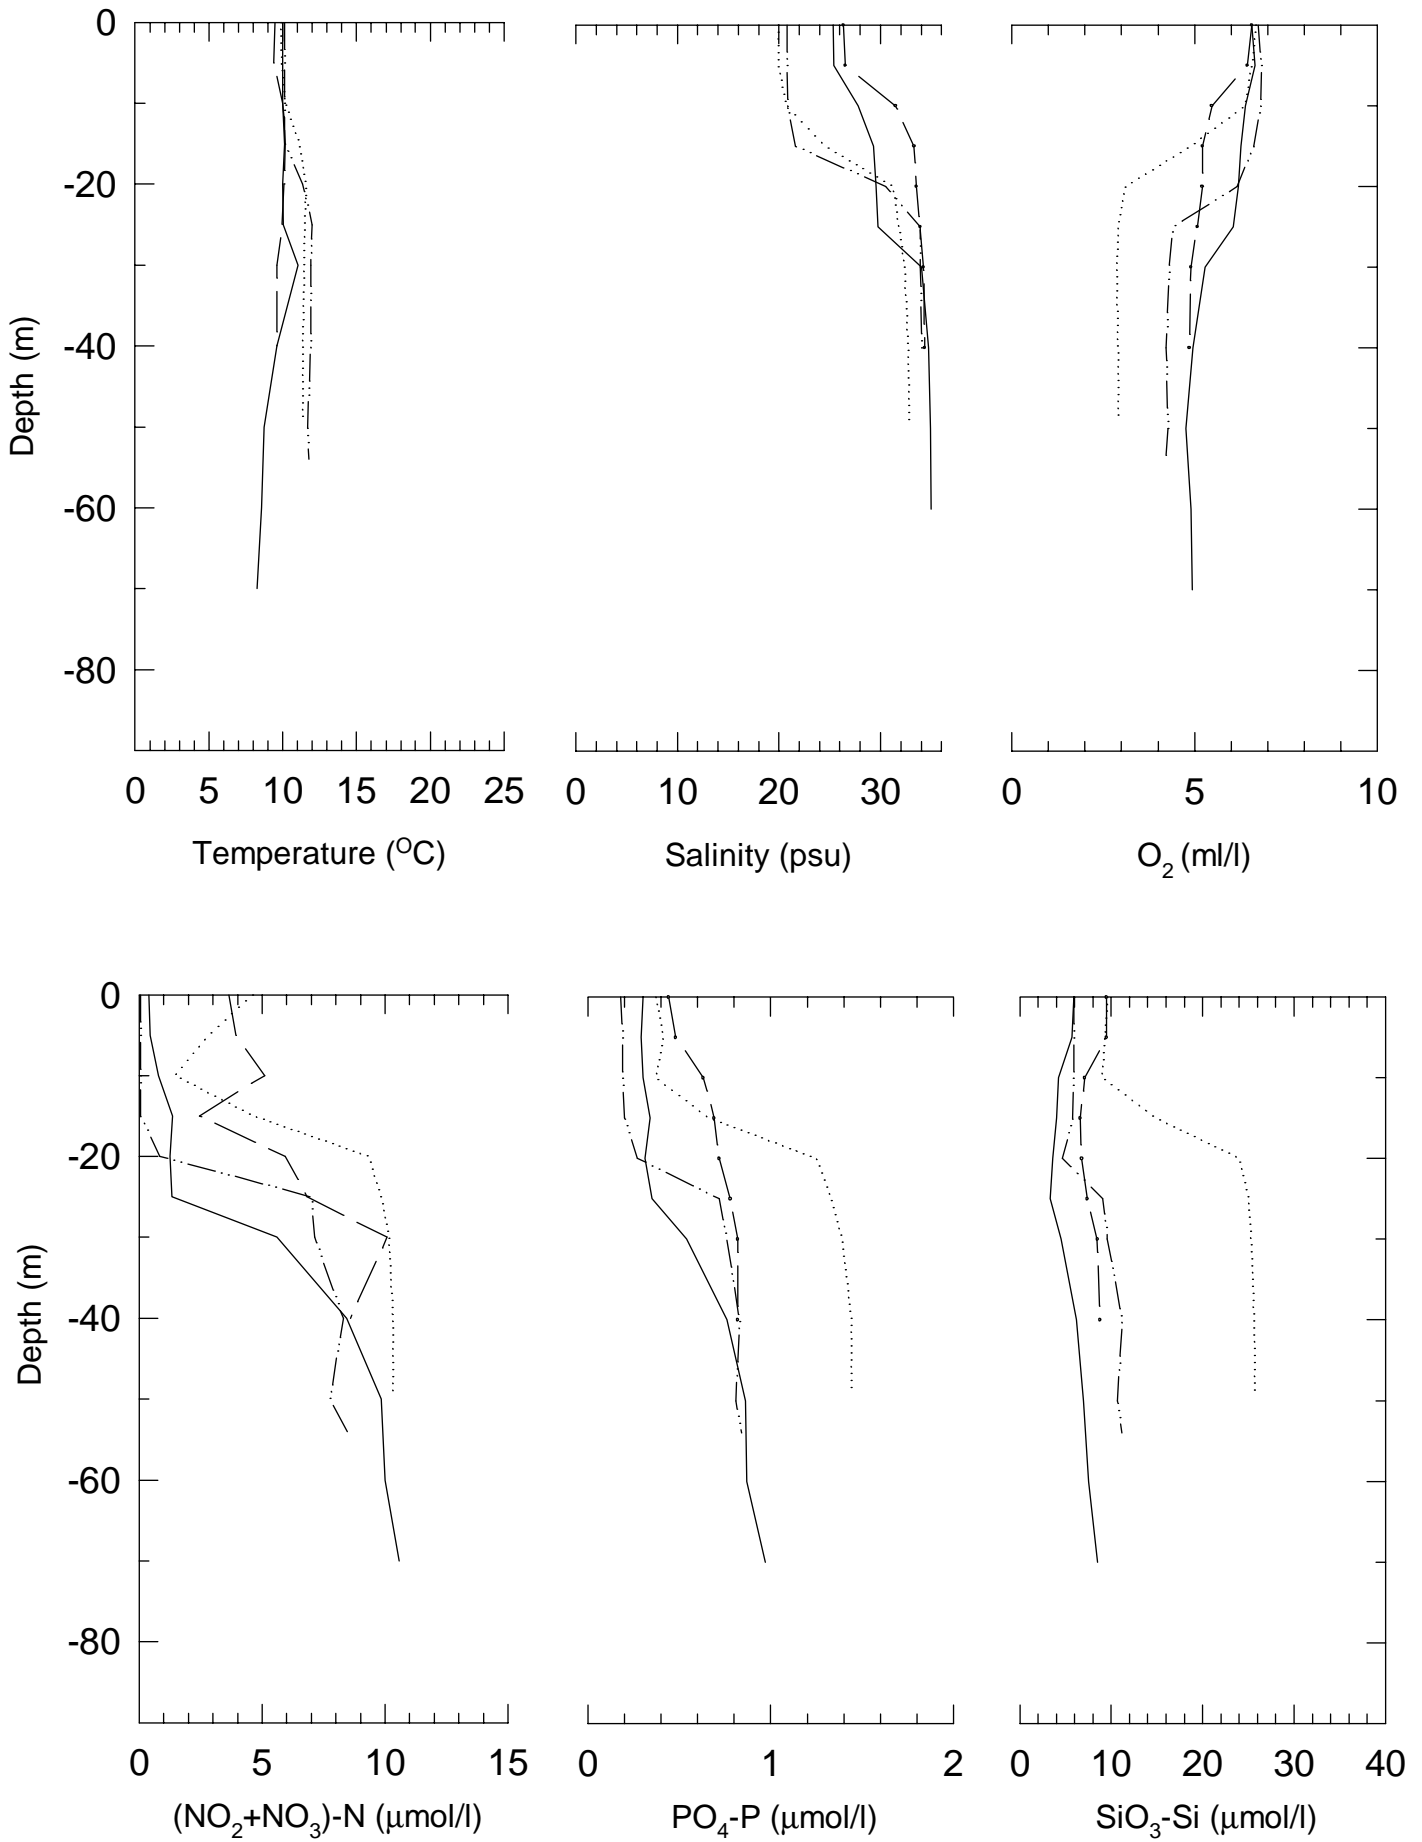 0
-20
-40
-60
-80
Depth (m)
0 5 10 15 20 25
Temperature (ᴼC)
0 10 20 30
Salinity (psu)
0 5 10
O₂ (ml/l)
0
-20
-40
-60
-80
Depth (m)
0 5 10 15
(NO₂+NO₃)-N (μmol/l)
0 1 2
PO₄-P (μmol/l)
0 10 20 30 40
SiO₃-Si (μmol/l)